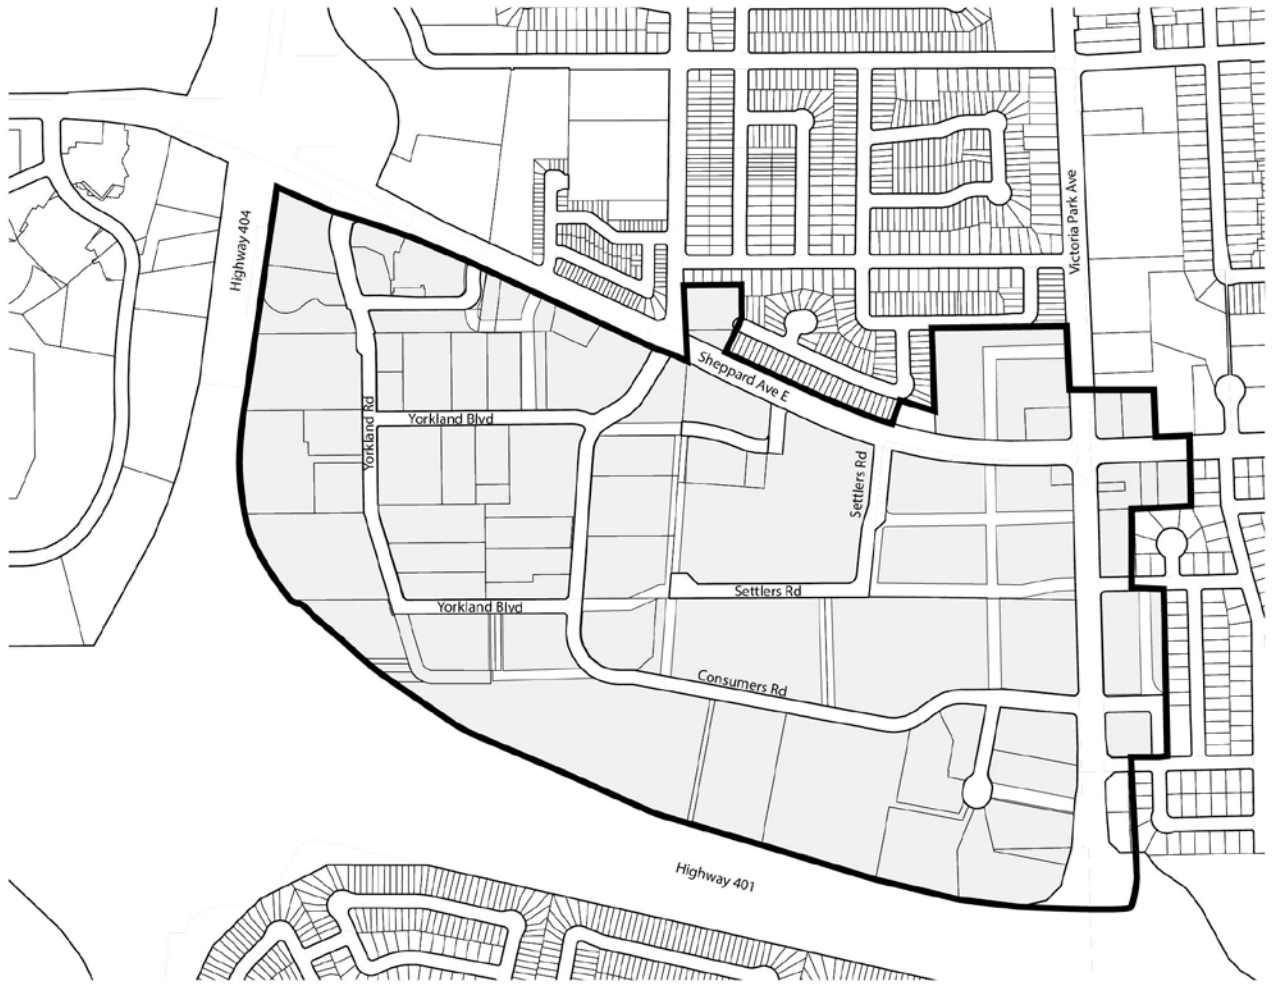 Highway 404
Victoria Park Ave
Sheppard Ave E
Yorkland Rd
Yorkland Blvd
Settlers Rd
Settlers Rd
Yorkland Blvd
Consumers Rd
Highway 401